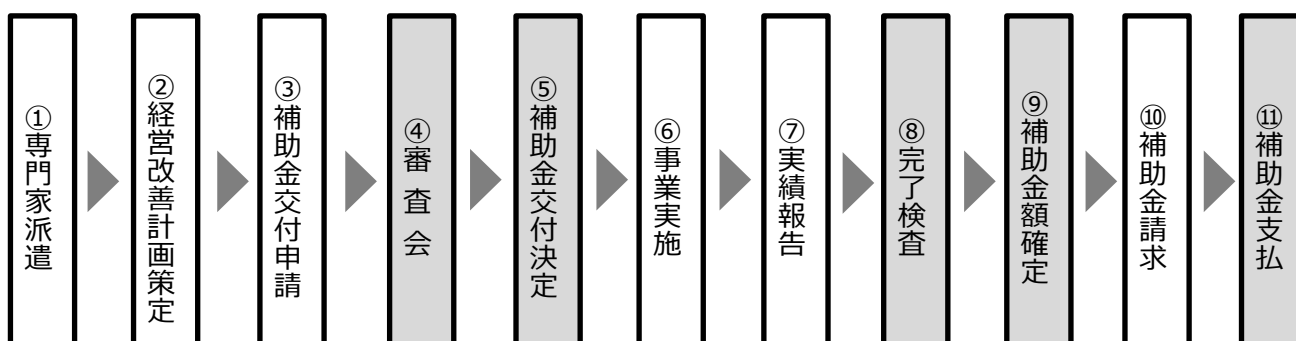 ①専門家派遣
②経営改善計画策定
③補助金交付申請
④審査会
⑤補助金交付決定
⑥事業実施
⑦実績報告
⑧完了検査
⑨補助金額確定
⑩補助金請求
⑪補助金支払